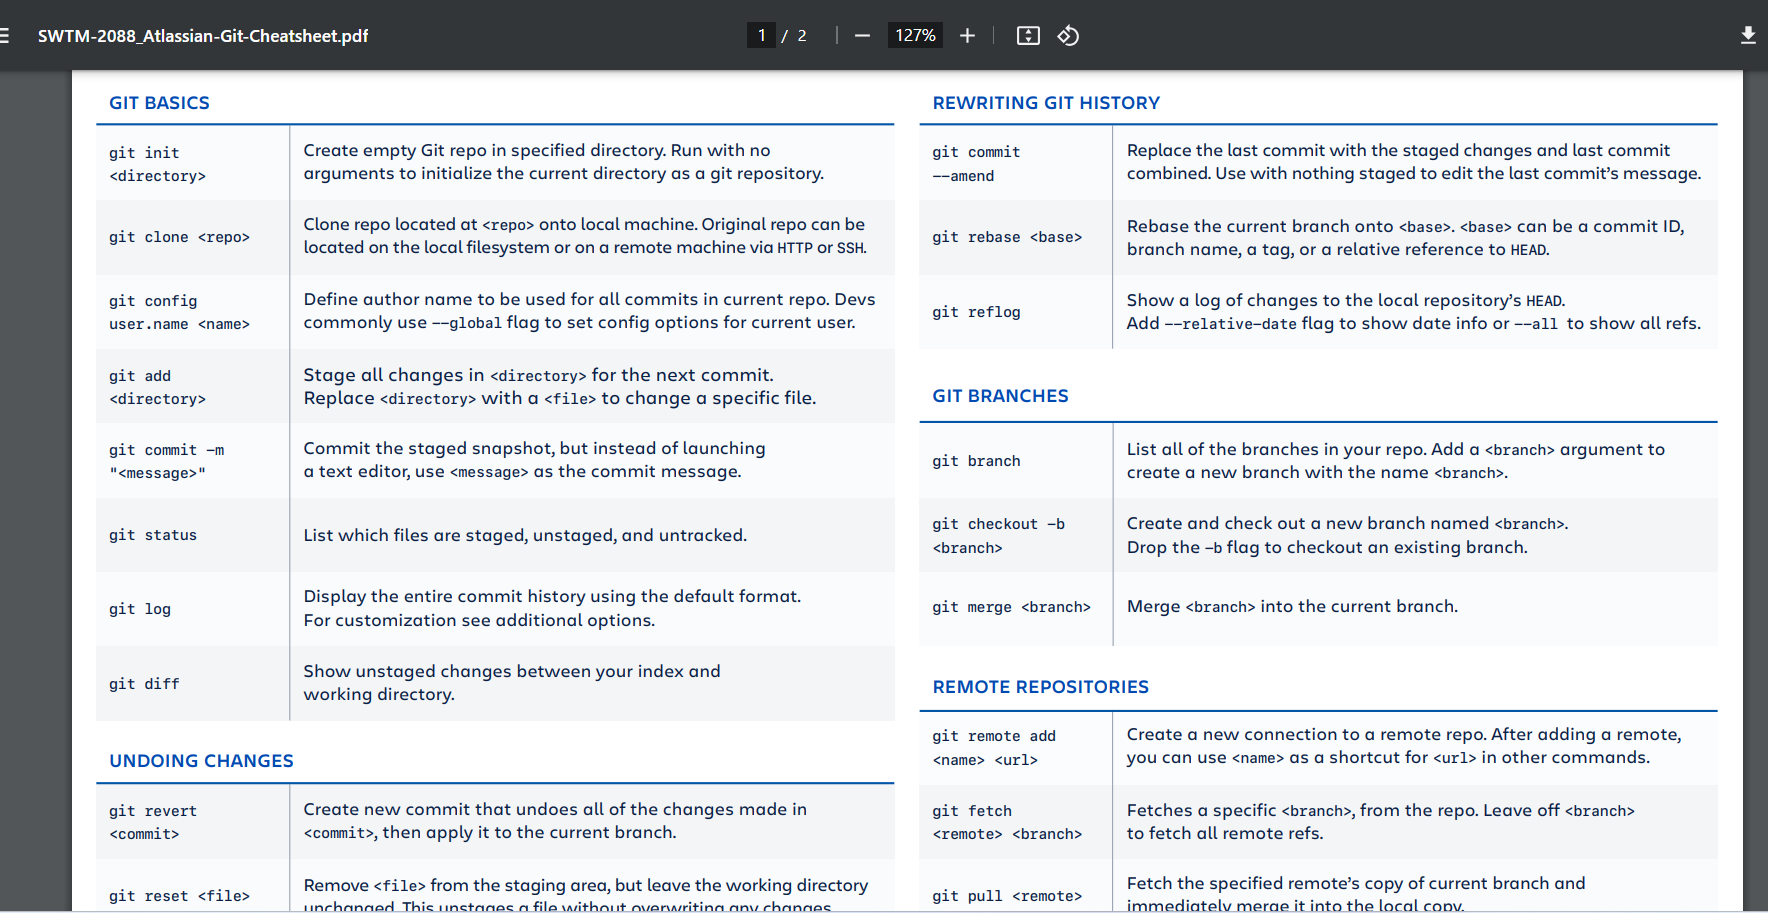 SWTM-2088_Atlassian-Git-Cheatsheet.pdf
1 / 2
127%
GIT BASICS
git init
<directory>
Create empty Git repo in specified directory. Run with no
arguments to initialize the current directory as a git repository.
git clone <repo>
Clone repo located at <repo> onto local machine. Original repo can be
located on the local filesystem or on a remote machine via HTTP or SSH.
git config
user.name <name>
Define author name to be used for all commits in current repo. Devs
commonly use --global flag to set config options for current user.
git add
<directory>
Stage all changes in <directory> for the next commit.
Replace <directory> with a <file> to change a specific file.
git commit -m
"<message>"
Commit the staged snapshot, but instead of launching
a text editor, use <message> as the commit message.
git status
List which files are staged, unstaged, and untracked.
git log
Display the entire commit history using the default format.
For customization see additional options.
git diff
Show unstaged changes between your index and
working directory.
UNDOING CHANGES
git revert
<commit>
Create new commit that undoes all of the changes made in
<commit>, then apply it to the current branch.
git reset <file>
Remove <file> from the staging area, but leave the working directory
unchanged. This unstages a file without overwriting any changes.
REWRITING GIT HISTORY
git commit
--amend
Replace the last commit with the staged changes and last commit
combined. Use with nothing staged to edit the last commit's message.
git rebase <base>
Rebase the current branch onto <base>. <base> can be a commit ID,
branch name, a tag, or a relative reference to HEAD.
git reflog
Show a log of changes to the local repository's HEAD.
Add --relative-date flag to show date info or --all to show all refs.
GIT BRANCHES
git branch
List all of the branches in your repo. Add a <branch> argument to
create a new branch with the name <branch>.
git checkout -b
<branch>
Create and check out a new branch named <branch>.
Drop the -b flag to checkout an existing branch.
git merge <branch>
Merge <branch> into the current branch.
REMOTE REPOSITORIES
git remote add
<name> <url>
Create a new connection to a remote repo. After adding a remote,
you can use <name> as a shortcut for <url> in other commands.
git fetch
<remote> <branch>
Fetches a specific <branch>, from the repo. Leave off <branch>
to fetch all remote refs.
git pull <remote>
Fetch the specified remote's copy of current branch and
immediately merge it into the local copy.